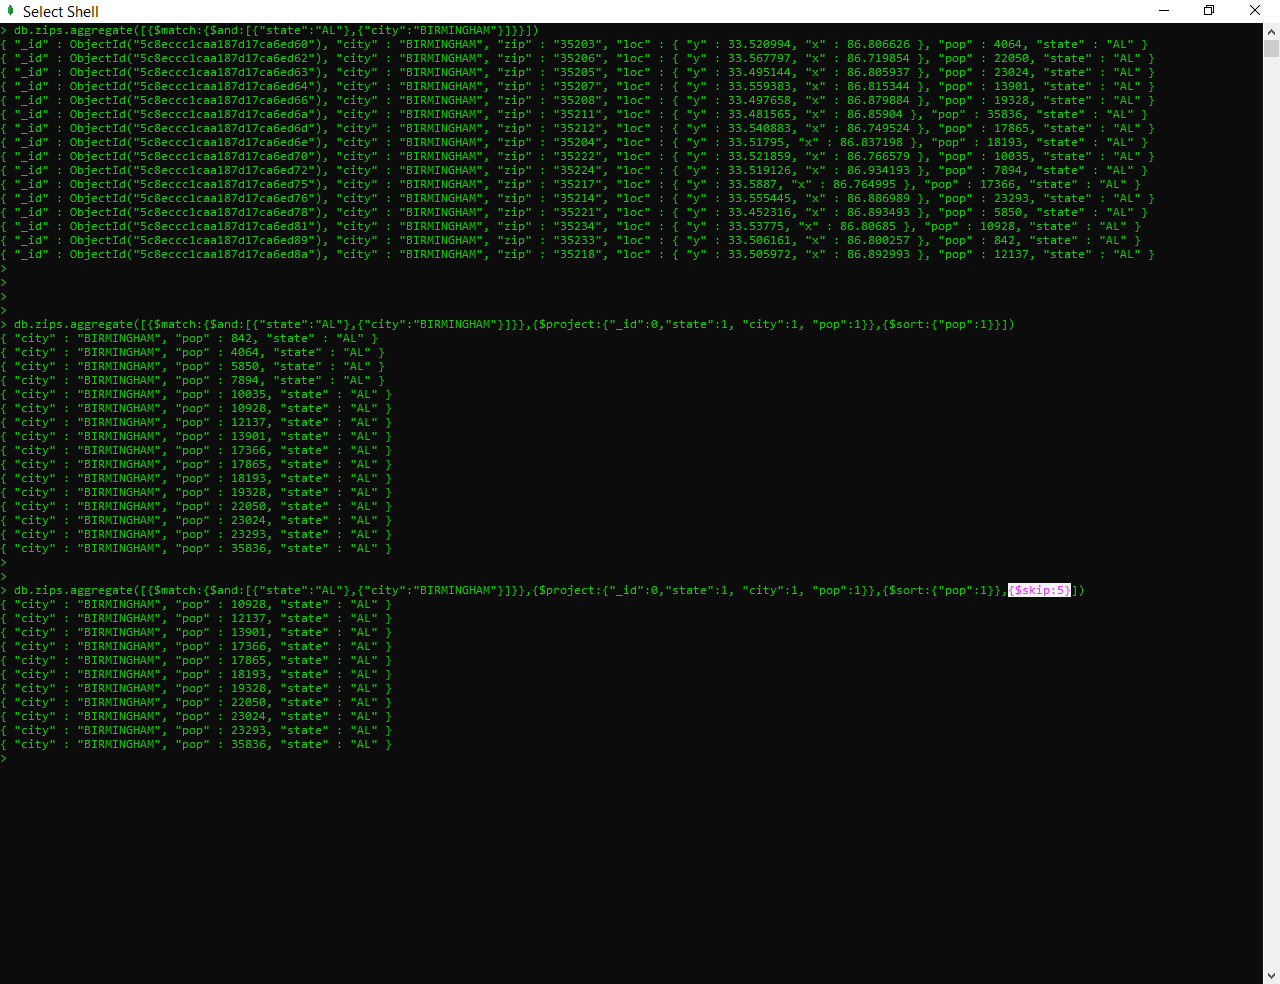 Select Shell
> db.zips.aggregate([{$match:{$and:[{"state":"AL"},{"city":"BIRMINGHAM"}]}}])
{ "_id" : ObjectId("5c8eccc1caa187d17ca6ed60"), "city" : "BIRMINGHAM", "zip" : "35203", "loc" : { "y" : 33.520994, "x" : 86.806626 }, "pop" : 4064, "state" : "AL" }
{ "_id" : ObjectId("5c8eccc1caa187d17ca6ed62"), "city" : "BIRMINGHAM", "zip" : "35206", "loc" : { "y" : 33.567797, "x" : 86.719854 }, "pop" : 22050, "state" : "AL" }
{ "_id" : ObjectId("5c8eccc1caa187d17ca6ed63"), "city" : "BIRMINGHAM", "zip" : "35205", "loc" : { "y" : 33.495144, "x" : 86.805937 }, "pop" : 23024, "state" : "AL" }
{ "_id" : ObjectId("5c8eccc1caa187d17ca6ed64"), "city" : "BIRMINGHAM", "zip" : "35207", "loc" : { "y" : 33.559383, "x" : 86.815344 }, "pop" : 13901, "state" : "AL" }
{ "_id" : ObjectId("5c8eccc1caa187d17ca6ed66"), "city" : "BIRMINGHAM", "zip" : "35208", "loc" : { "y" : 33.497658, "x" : 86.879884 }, "pop" : 19328, "state" : "AL" }
{ "_id" : ObjectId("5c8eccc1caa187d17ca6ed6a"), "city" : "BIRMINGHAM", "zip" : "35211", "loc" : { "y" : 33.481565, "x" : 86.85904 }, "pop" : 35836, "state" : "AL" }
{ "_id" : ObjectId("5c8eccc1caa187d17ca6ed6d"), "city" : "BIRMINGHAM", "zip" : "35212", "loc" : { "y" : 33.540883, "x" : 86.749524 }, "pop" : 17865, "state" : "AL" }
{ "_id" : ObjectId("5c8eccc1caa187d17ca6ed6e"), "city" : "BIRMINGHAM", "zip" : "35204", "loc" : { "y" : 33.51795, "x" : 86.837198 }, "pop" : 18193, "state" : "AL" }
{ "_id" : ObjectId("5c8eccc1caa187d17ca6ed70"), "city" : "BIRMINGHAM", "zip" : "35222", "loc" : { "y" : 33.521859, "x" : 86.766579 }, "pop" : 10035, "state" : "AL" }
{ "_id" : ObjectId("5c8eccc1caa187d17ca6ed72"), "city" : "BIRMINGHAM", "zip" : "35224", "loc" : { "y" : 33.519126, "x" : 86.934193 }, "pop" : 7894, "state" : "AL" }
{ "_id" : ObjectId("5c8eccc1caa187d17ca6ed75"), "city" : "BIRMINGHAM", "zip" : "35217", "loc" : { "y" : 33.5887, "x" : 86.764995 }, "pop" : 17366, "state" : "AL" }
{ "_id" : ObjectId("5c8eccc1caa187d17ca6ed76"), "city" : "BIRMINGHAM", "zip" : "35214", "loc" : { "y" : 33.555445, "x" : 86.886989 }, "pop" : 23293, "state" : "AL" }
{ "_id" : ObjectId("5c8eccc1caa187d17ca6ed78"), "city" : "BIRMINGHAM", "zip" : "35221", "loc" : { "y" : 33.452316, "x" : 86.893493 }, "pop" : 5850, "state" : "AL" }
{ "_id" : ObjectId("5c8eccc1caa187d17ca6ed81"), "city" : "BIRMINGHAM", "zip" : "35234", "loc" : { "y" : 33.53775, "x" : 86.80685 }, "pop" : 10928, "state" : "AL" }
{ "_id" : ObjectId("5c8eccc1caa187d17ca6ed89"), "city" : "BIRMINGHAM", "zip" : "35233", "loc" : { "y" : 33.506161, "x" : 86.800257 }, "pop" : 842, "state" : "AL" }
{ "_id" : ObjectId("5c8eccc1caa187d17ca6ed8a"), "city" : "BIRMINGHAM", "zip" : "35218", "loc" : { "y" : 33.505972, "x" : 86.892993 }, "pop" : 12137, "state" : "AL" }
>
>
>
>
> db.zips.aggregate([{$match:{$and:[{"state":"AL"},{"city":"BIRMINGHAM"}]}},{$project:{"_id":0,"state":1, "city":1, "pop":1}},{$sort:{"pop":1}}])
{ "city" : "BIRMINGHAM", "pop" : 842, "state" : "AL" }
{ "city" : "BIRMINGHAM", "pop" : 4064, "state" : "AL" }
{ "city" : "BIRMINGHAM", "pop" : 5850, "state" : "AL" }
{ "city" : "BIRMINGHAM", "pop" : 7894, "state" : "AL" }
{ "city" : "BIRMINGHAM", "pop" : 10035, "state" : "AL" }
{ "city" : "BIRMINGHAM", "pop" : 10928, "state" : "AL" }
{ "city" : "BIRMINGHAM", "pop" : 12137, "state" : "AL" }
{ "city" : "BIRMINGHAM", "pop" : 13901, "state" : "AL" }
{ "city" : "BIRMINGHAM", "pop" : 17366, "state" : "AL" }
{ "city" : "BIRMINGHAM", "pop" : 17865, "state" : "AL" }
{ "city" : "BIRMINGHAM", "pop" : 18193, "state" : "AL" }
{ "city" : "BIRMINGHAM", "pop" : 19328, "state" : "AL" }
{ "city" : "BIRMINGHAM", "pop" : 22050, "state" : "AL" }
{ "city" : "BIRMINGHAM", "pop" : 23024, "state" : "AL" }
{ "city" : "BIRMINGHAM", "pop" : 23293, "state" : "AL" }
{ "city" : "BIRMINGHAM", "pop" : 35836, "state" : "AL" }
>
>
> db.zips.aggregate([{$match:{$and:[{"state":"AL"},{"city":"BIRMINGHAM"}]}},{$project:{"_id":0,"state":1, "city":1, "pop":1}},{$sort:{"pop":1}},{$skip:5}])
{ "city" : "BIRMINGHAM", "pop" : 10928, "state" : "AL" }
{ "city" : "BIRMINGHAM", "pop" : 12137, "state" : "AL" }
{ "city" : "BIRMINGHAM", "pop" : 13901, "state" : "AL" }
{ "city" : "BIRMINGHAM", "pop" : 17366, "state" : "AL" }
{ "city" : "BIRMINGHAM", "pop" : 17865, "state" : "AL" }
{ "city" : "BIRMINGHAM", "pop" : 18193, "state" : "AL" }
{ "city" : "BIRMINGHAM", "pop" : 19328, "state" : "AL" }
{ "city" : "BIRMINGHAM", "pop" : 22050, "state" : "AL" }
{ "city" : "BIRMINGHAM", "pop" : 23024, "state" : "AL" }
{ "city" : "BIRMINGHAM", "pop" : 23293, "state" : "AL" }
{ "city" : "BIRMINGHAM", "pop" : 35836, "state" : "AL" }
>